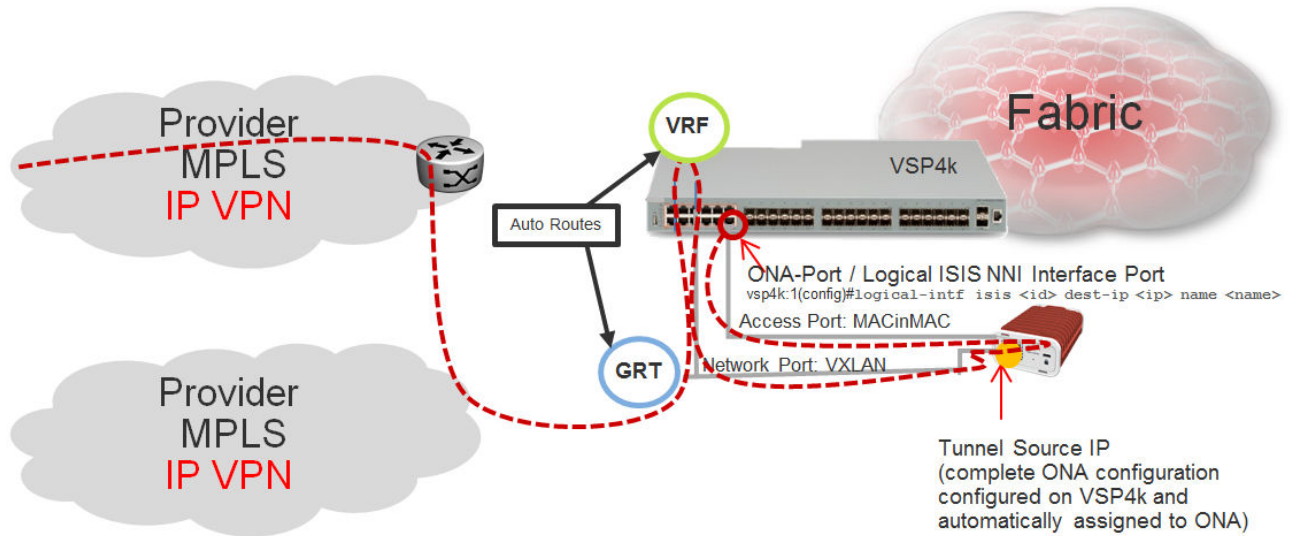 Provider
MPLS
IP VPN
VRF
Fabric
VSP4k
Auto Routes
ONA-Port / Logical ISIS NNI Interface Port
vsp4k:1(config)#logical-intf isis <id> dest-ip <ip> name <name>
Access Port: MACinMAC
GRT
Network Port: VXLAN
Provider
MPLS
IP VPN
Tunnel Source IP
(complete ONA configuration
configured on VSP4k and
automatically assigned to ONA)